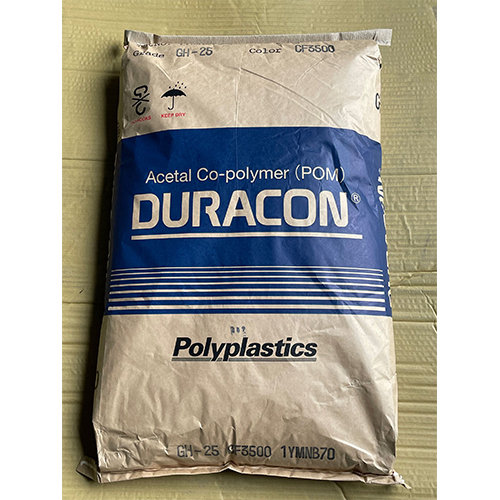 Grade GH-25 Color CF3500
KEEP DRY
Acetal Co-polymer (POM)
DURACON®
Polyplastics
GH-25 CF3500 1YMNB70